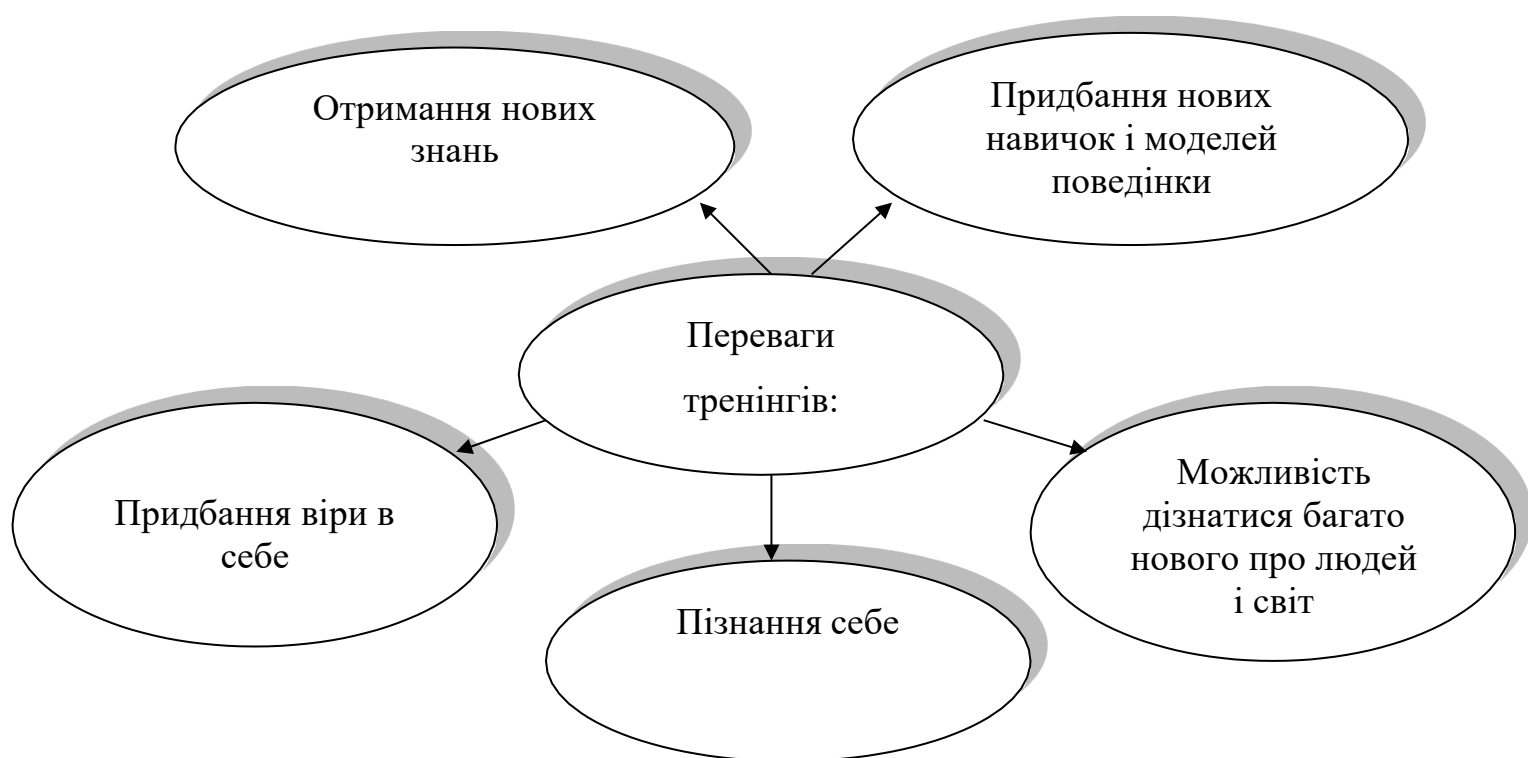 Отримання нових
знань
Придбання нових
навичок і моделей
поведінки
Переваги
тренінгів:
Придбання віри в
себе
Пізнання себе
Можливість
дізнатися багато
нового про людей
і світ